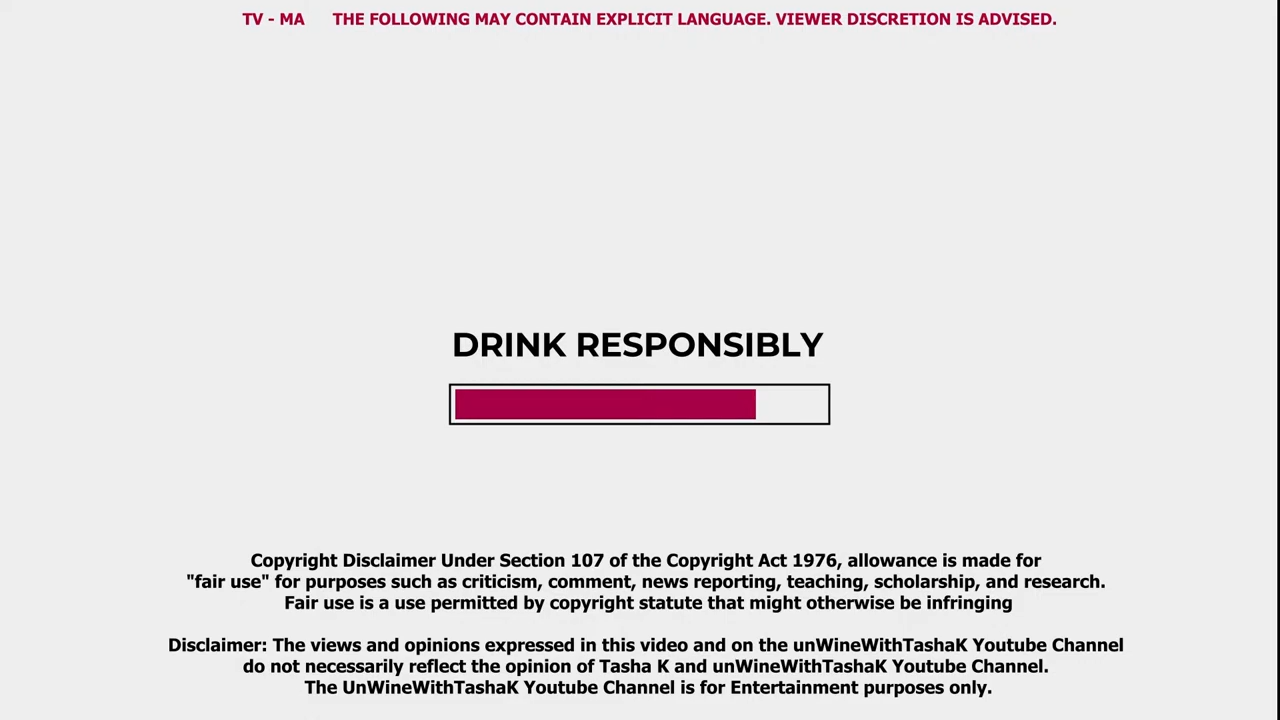 TV - MA THE FOLLOWING MAY CONTAIN EXPLICIT LANGUAGE. VIEWER DISCRETION IS ADVISED.
DRINK RESPONSIBLY
Copyright Disclaimer Under Section 107 of the Copyright Act 1976, allowance is made for
"fair use" for purposes such as criticism, comment, news reporting, teaching, scholarship, and research.
Fair use is a use permitted by copyright statute that might otherwise be infringing
Disclaimer: The views and opinions expressed in this video and on the unWineWithTashaK Youtube Channel
do not necessarily reflect the opinion of Tasha K and unWineWithTashaK Youtube Channel.
The UnWineWithTashaK Youtube Channel is for Entertainment purposes only.